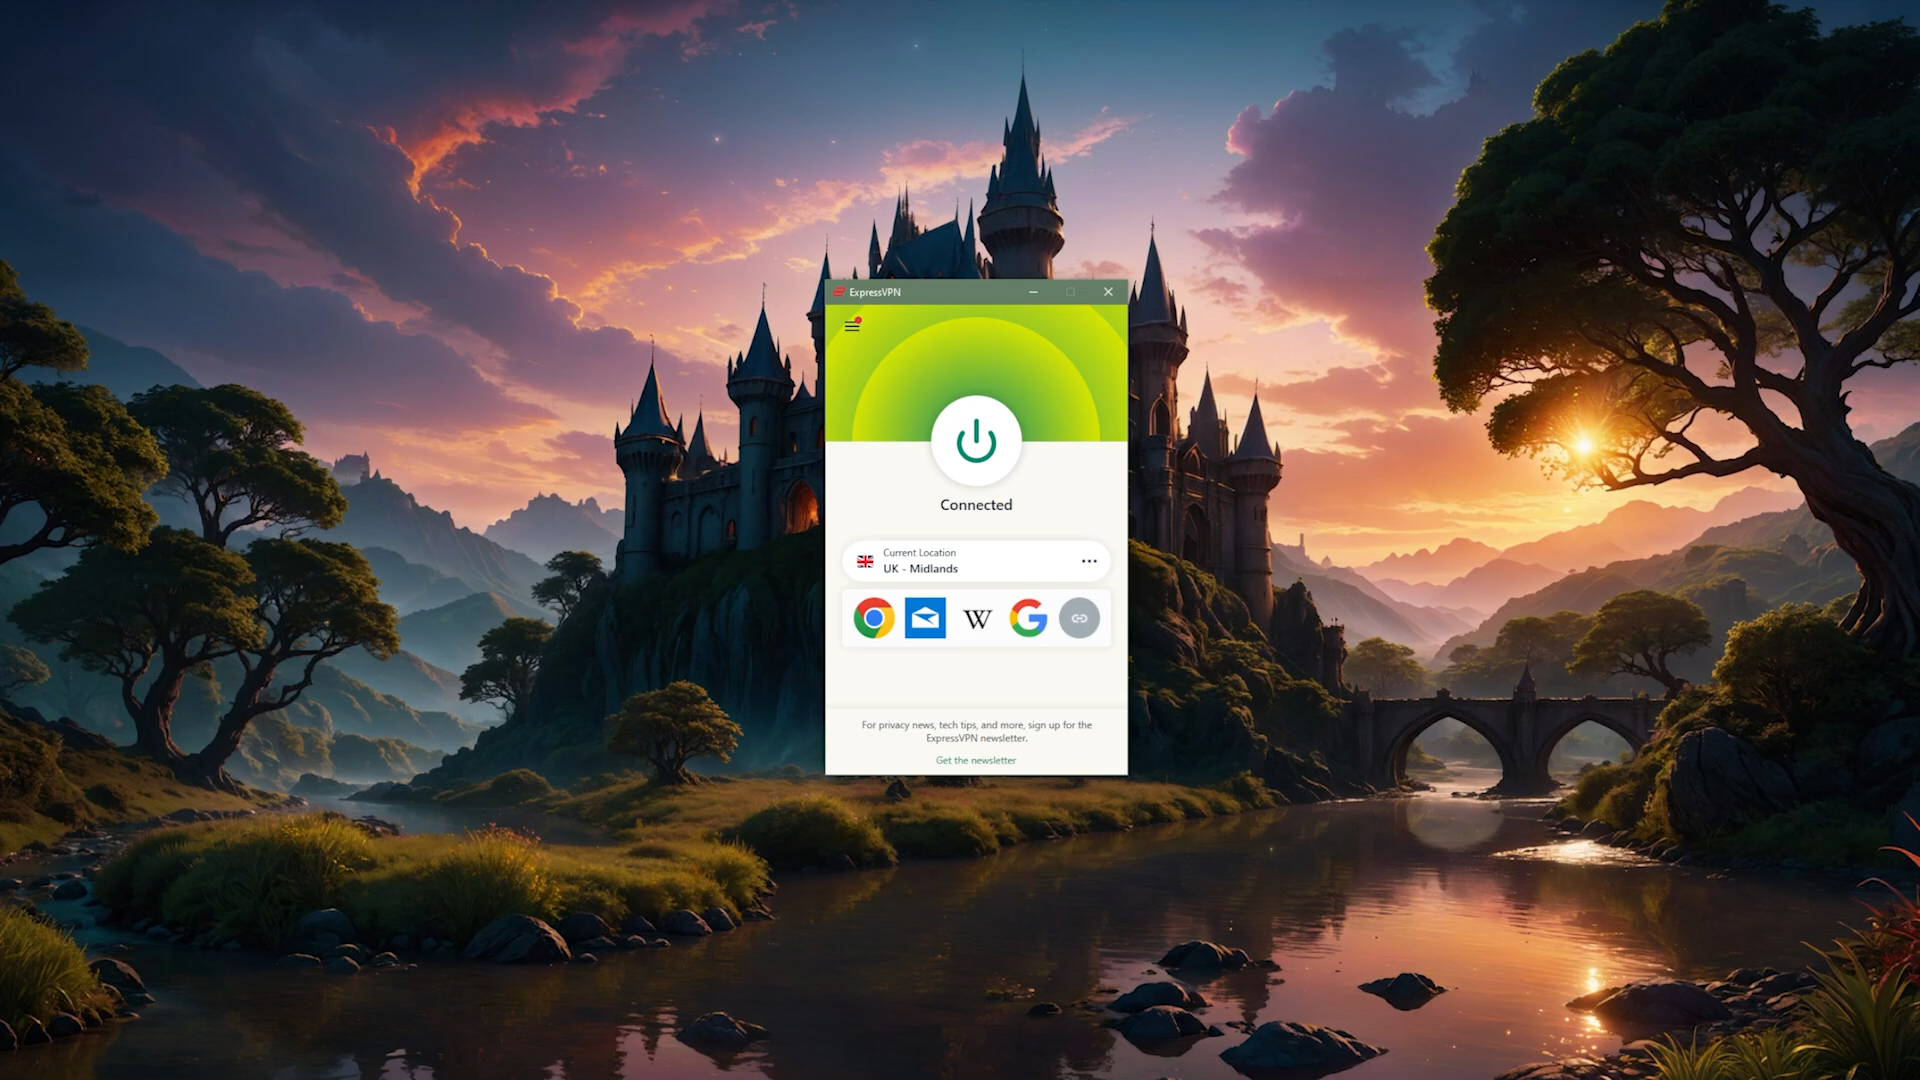 ExpressVPN
Connected
Current Location
UK - Midlands
W
G
For privacy news, tech tips, and more, sign up for the
ExpressVPN newsletter.
Get the newsletter